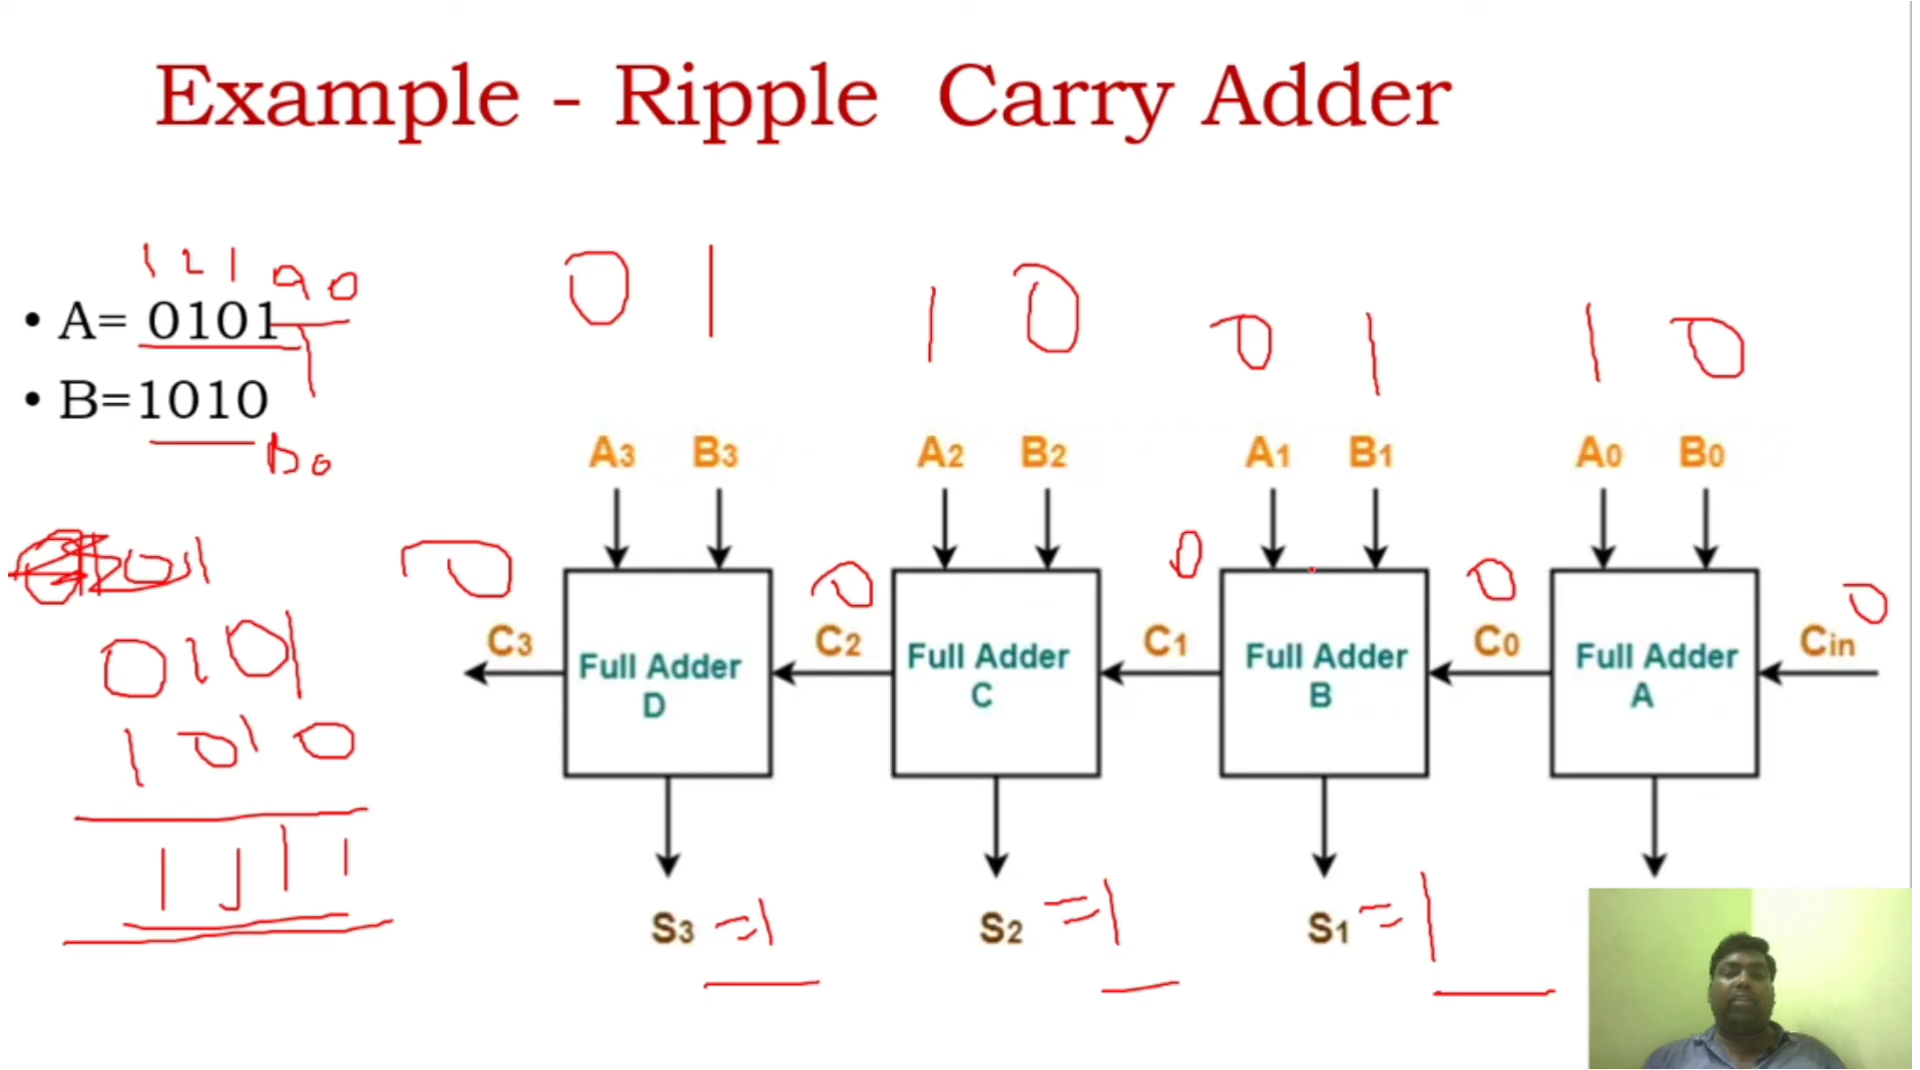 Example - Ripple Carry Adder
0 1 1 0 0 1 1 0
• A= 0101
• B=1010
B0
A3 B3 A2 B2 A1 B1 A0 B0
0 0 0 0 0
C3 C2 C1 C0 Cin
Full Adder D
Full Adder C
Full Adder B
Full Adder A
0101
1010
1111
S3 =1 S2 =1 S1 =1